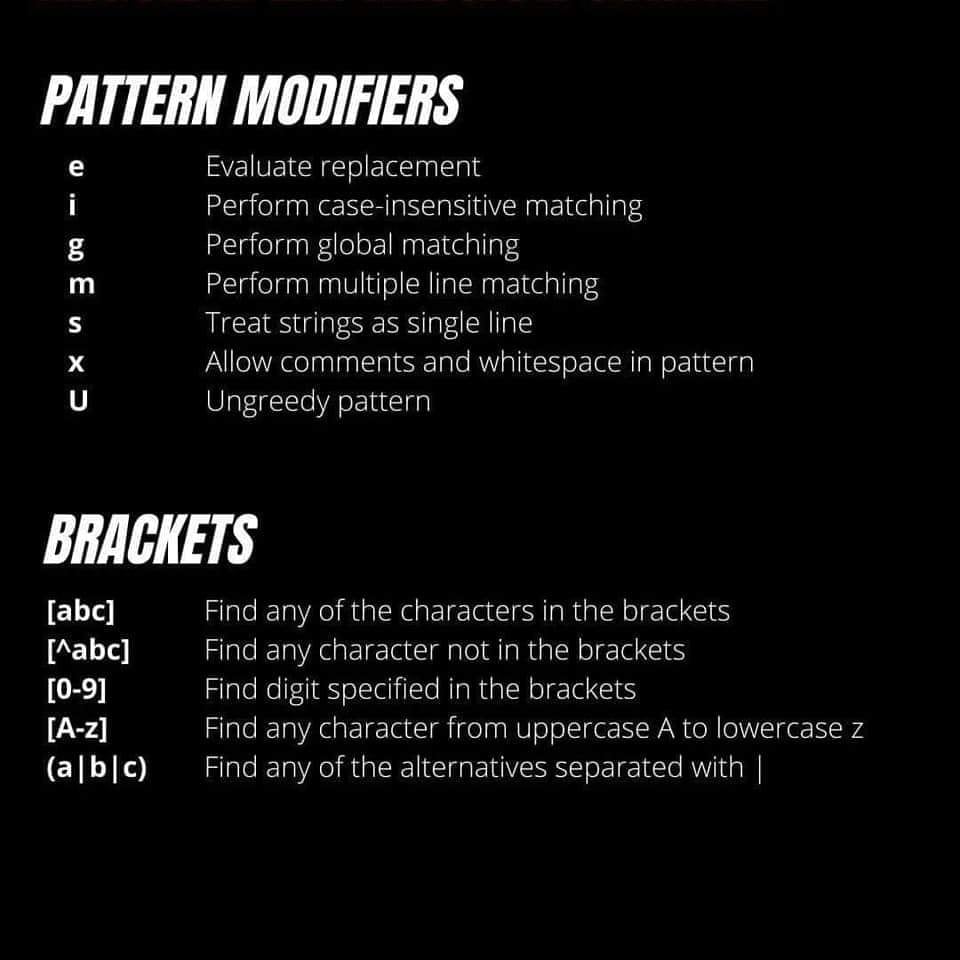 PATTERN MODIFIERS
e Evaluate replacement
i Perform case-insensitive matching
g Perform global matching
m Perform multiple line matching
s Treat strings as single line
x Allow comments and whitespace in pattern
U Ungreedy pattern
BRACKETS
[abc] Find any of the characters in the brackets
[^abc] Find any character not in the brackets
[0-9] Find digit specified in the brackets
[A-z] Find any character from uppercase A to lowercase z
(a|b|c) Find any of the alternatives separated with |